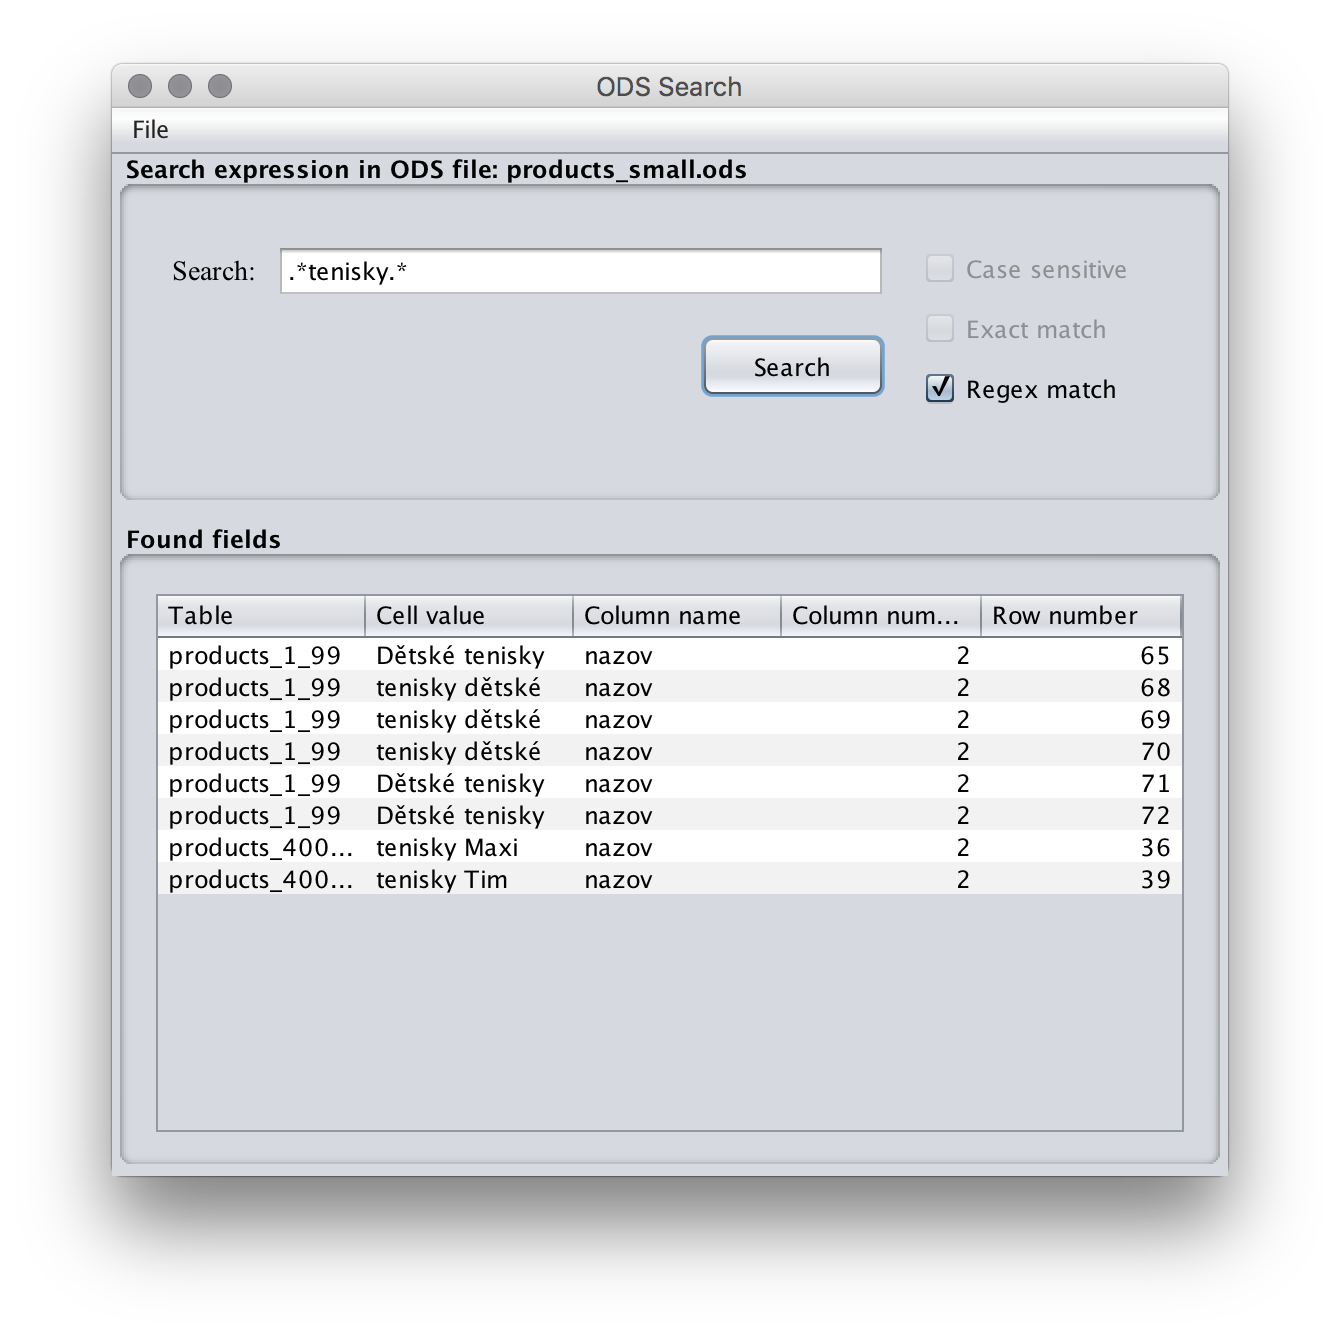 ODS Search
File
Search expression in ODS file: products_small.ods
Search: .*tenisky.*
Case sensitive
Exact match
Search
Regex match
Found fields
Table Cell value Column name Column num... Row number
products_1_99 Dětské tenisky nazov 2 65
products_1_99 tenisky dětské nazov 2 68
products_1_99 tenisky dětské nazov 2 69
products_1_99 tenisky dětské nazov 2 70
products_1_99 Dětské tenisky nazov 2 71
products_1_99 Dětské tenisky nazov 2 72
products_400... tenisky Maxi nazov 2 36
products_400... tenisky Tim nazov 2 39